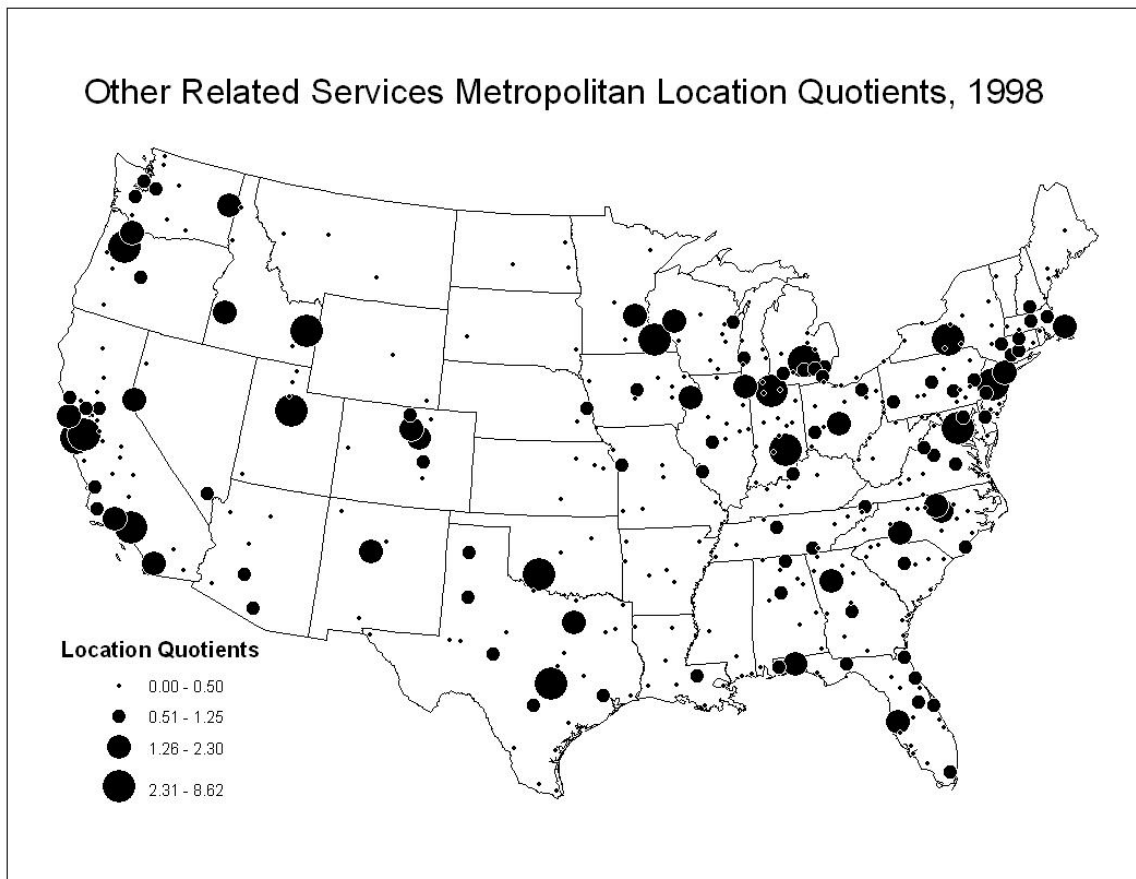 Other Related Services Metropolitan Location Quotients, 1998
Location Quotients
0.00 - 0.50
0.51 - 1.25
1.26 - 2.30
2.31 - 8.62